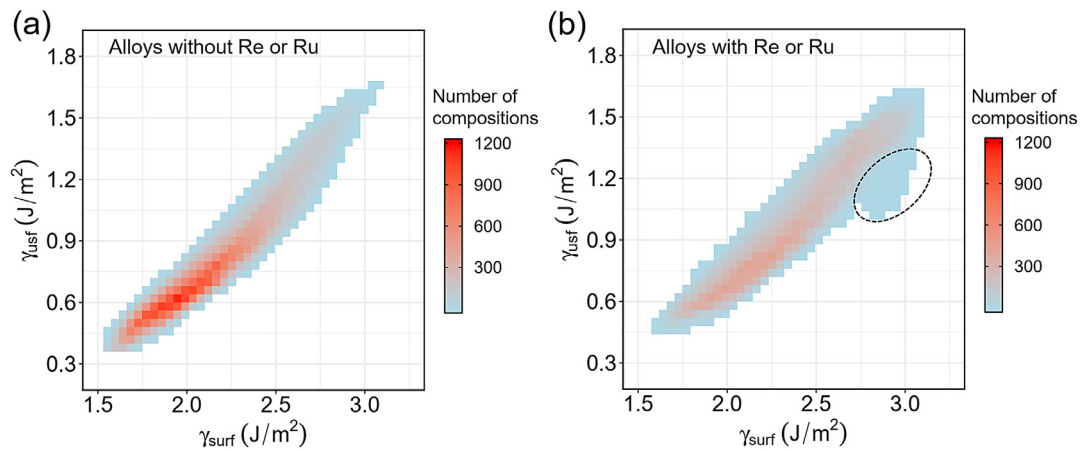 (a)
Alloys without Re or Ru
1.8
1.5
1.2
0.9
0.6
0.3
γusf (J/m²)
1.5 2.0 2.5 3.0
γsurf (J/m²)
Number of
compositions
1200
900
600
300
(b)
Alloys with Re or Ru
1.8
1.5
1.2
0.9
0.6
0.3
γusf (J/m²)
1.5 2.0 2.5 3.0
γsurf (J/m²)
Number of
compositions
1200
900
600
300